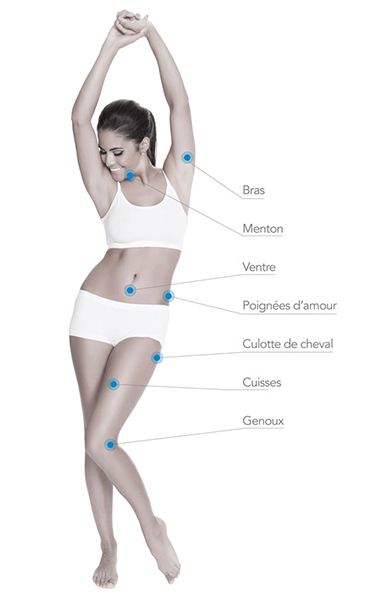 Bras
Menton
Ventre
Poignées d'amour
Culotte de cheval
Cuisses
Genoux